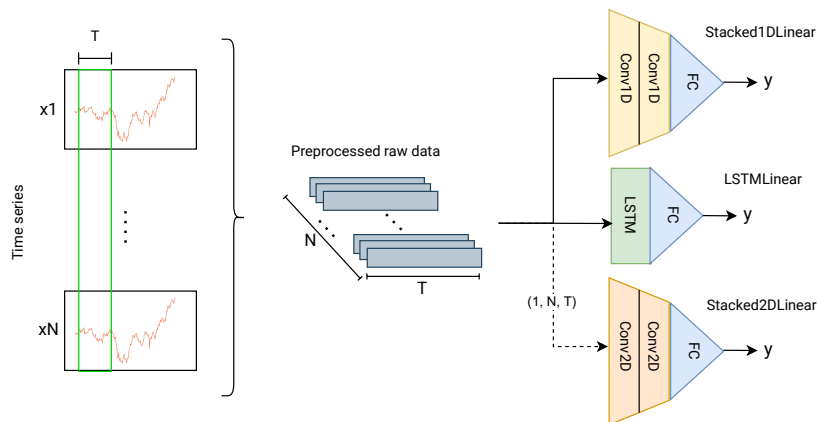 T
x1
Time series
xN
Preprocessed raw data
N
T
Stacked1DLinear
Conv1D
Conv1D
FC
y
LSTMLinear
LSTM
FC
y
(1, N, T)
Stacked2DLinear
Conv2D
Conv2D
FC
y